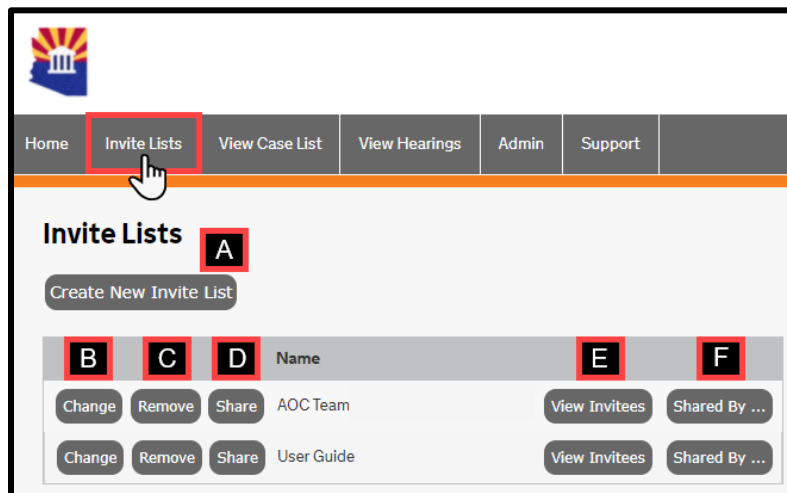 Home Invite Lists View Case List View Hearings Admin Support
Invite Lists
A
Create New Invite List
B C D Name E F
Change Remove Share AOC Team View Invitees Shared By ...
Change Remove Share User Guide View Invitees Shared By ...